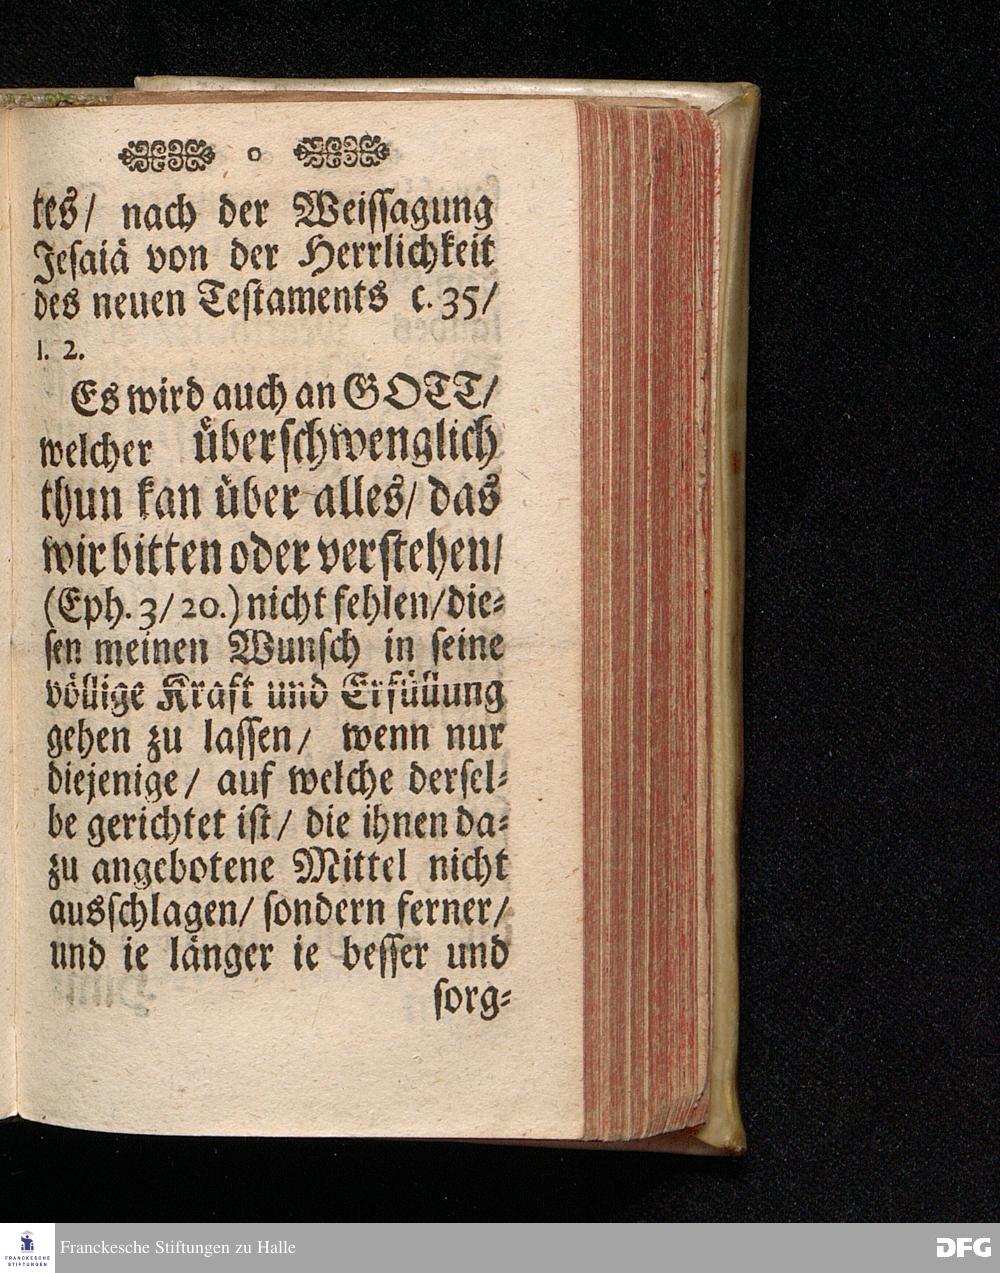 tes/ nach der Weissagung
Jesaiä von der Herrlichkeit
des neuen Testaments c. 35/
1. 2.
Es wird auch an GOTT/
welcher überschwenglich
thun kan über alles/ das
wir bitten oder verstehen/
(Eph. 3/ 20.) nicht fehlen/ die-
sen meinen Wunsch in seine
völlige Kraft und Erfüllung
gehen zu lassen/ wenn nur
diejenige/ auf welche dersel-
be gerichtet ist/ die ihnen da-
zu angebotene Mittel nicht
ausschlagen/ sondern ferner/
und ie länger ie besser und
sorg-
FRANCKESCHE
STIFTUNGEN
Franckesche Stiftungen zu Halle
DFG